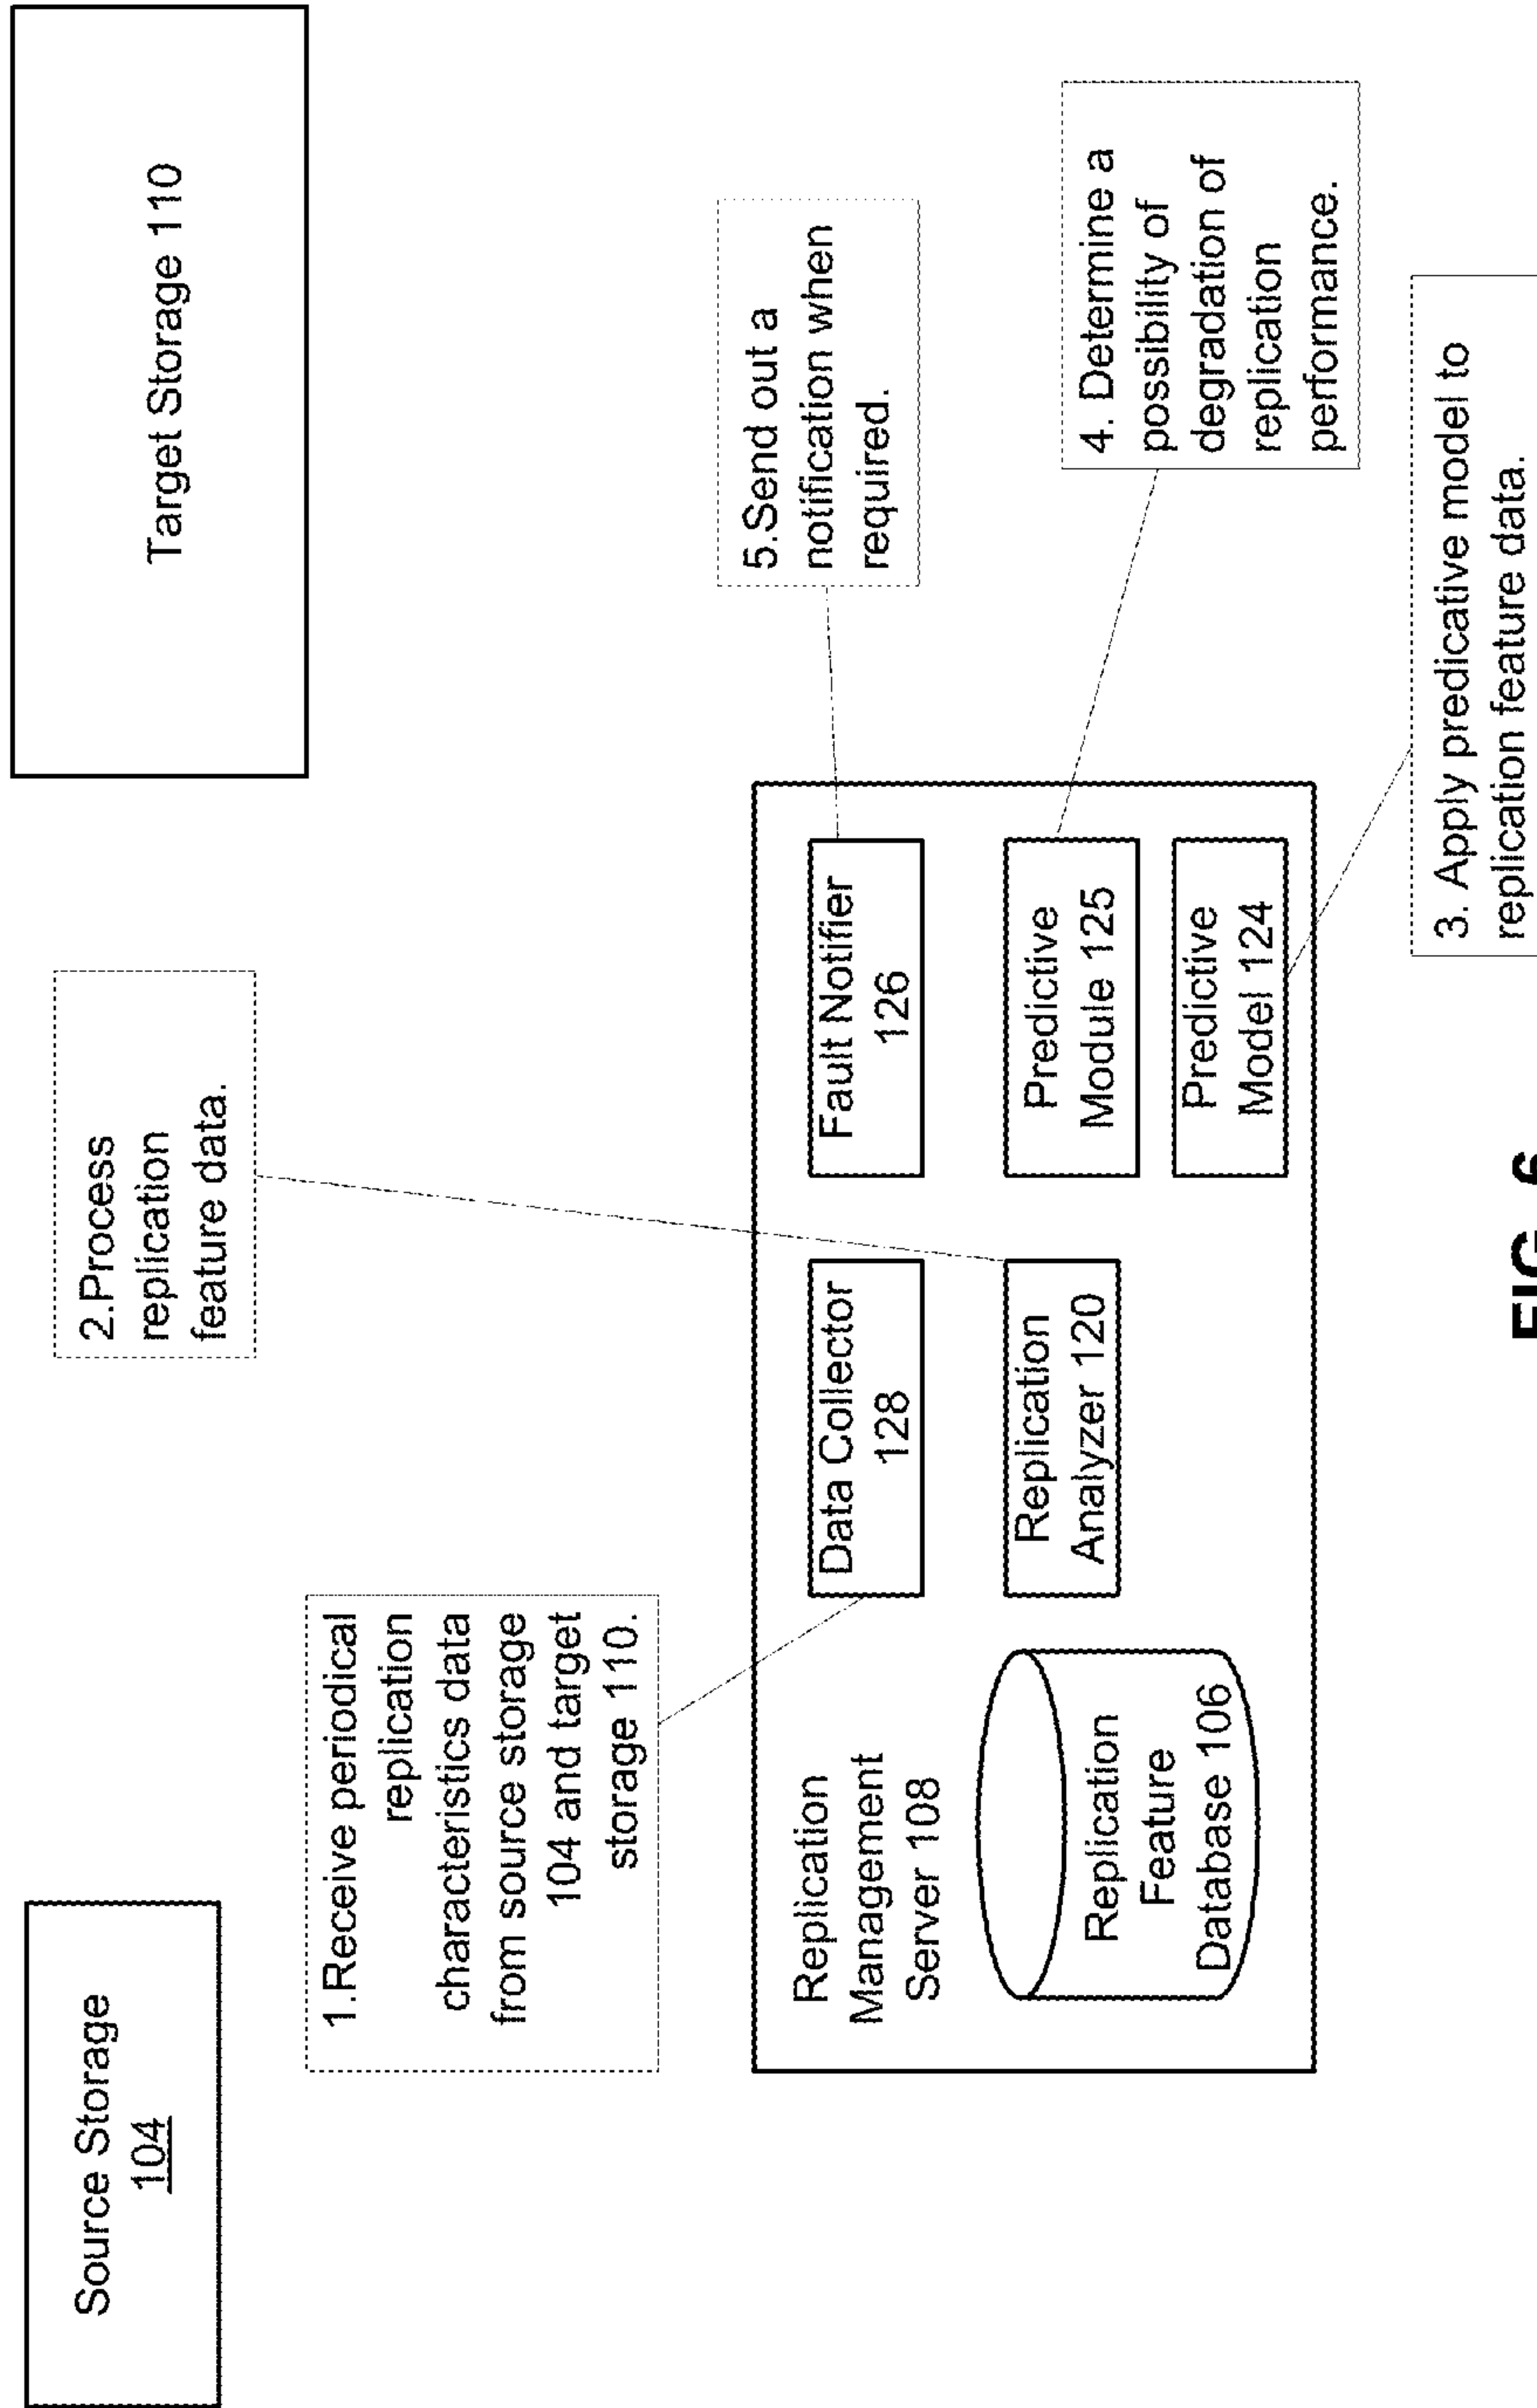 Source Storage
104
Target Storage 110
1.Receive periodical
replication
characteristics data
from source storage
104 and target
storage 110.
2.Process
replication
feature data.
Replication
Management
Server 108
Replication
Feature
Database 106
Data Collector
128
Replication
Analyzer 120
Fault Notifier
126
Predictive
Module 125
Predictive
Model 124
5.Send out a
notification when
required.
4. Determine a
possibility of
degradation of
replication
performance.
3. Apply predicative model to
replication feature data.
FIG. 6